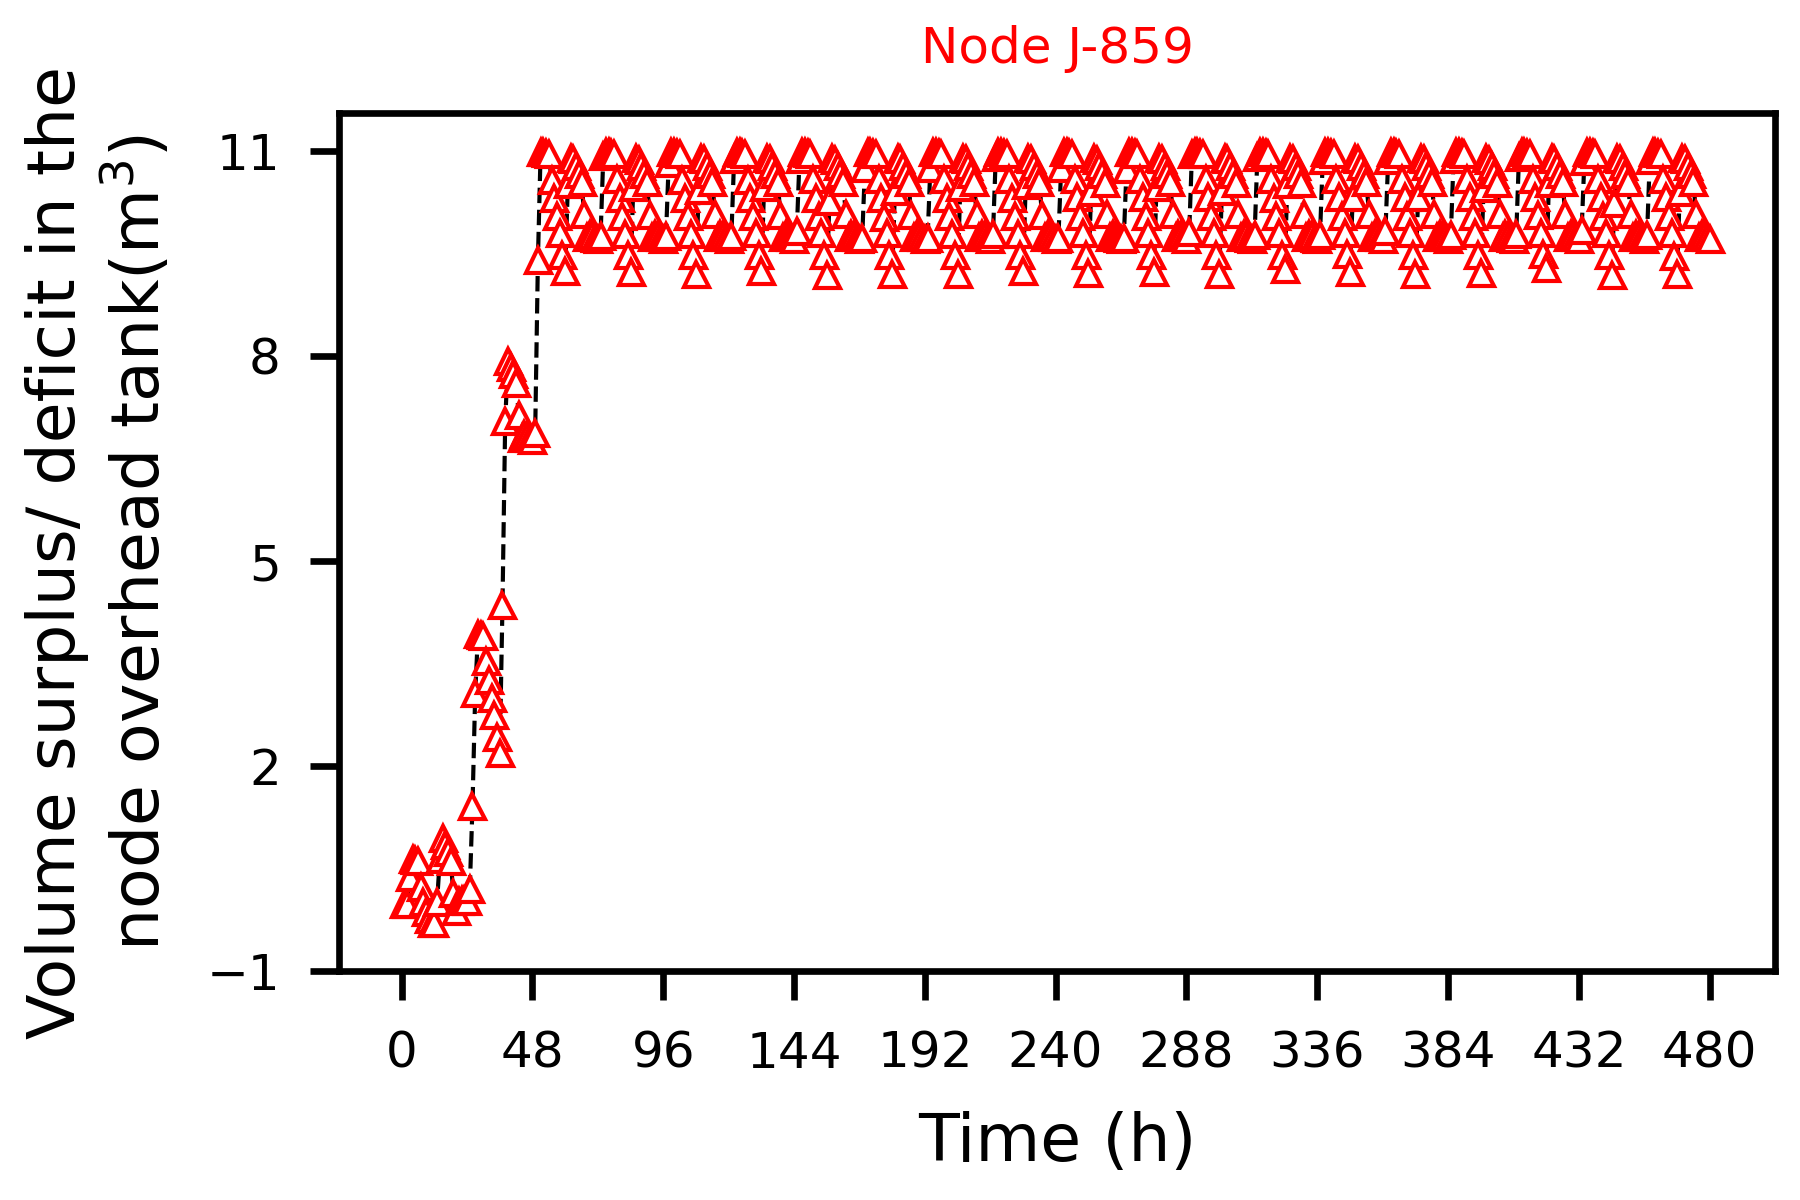 Node J-859
Volume surplus/ deficit in the
node overhead tank(m³)
11
8
5
2
−1
0 48 96 144 192 240 288 336 384 432 480
Time (h)